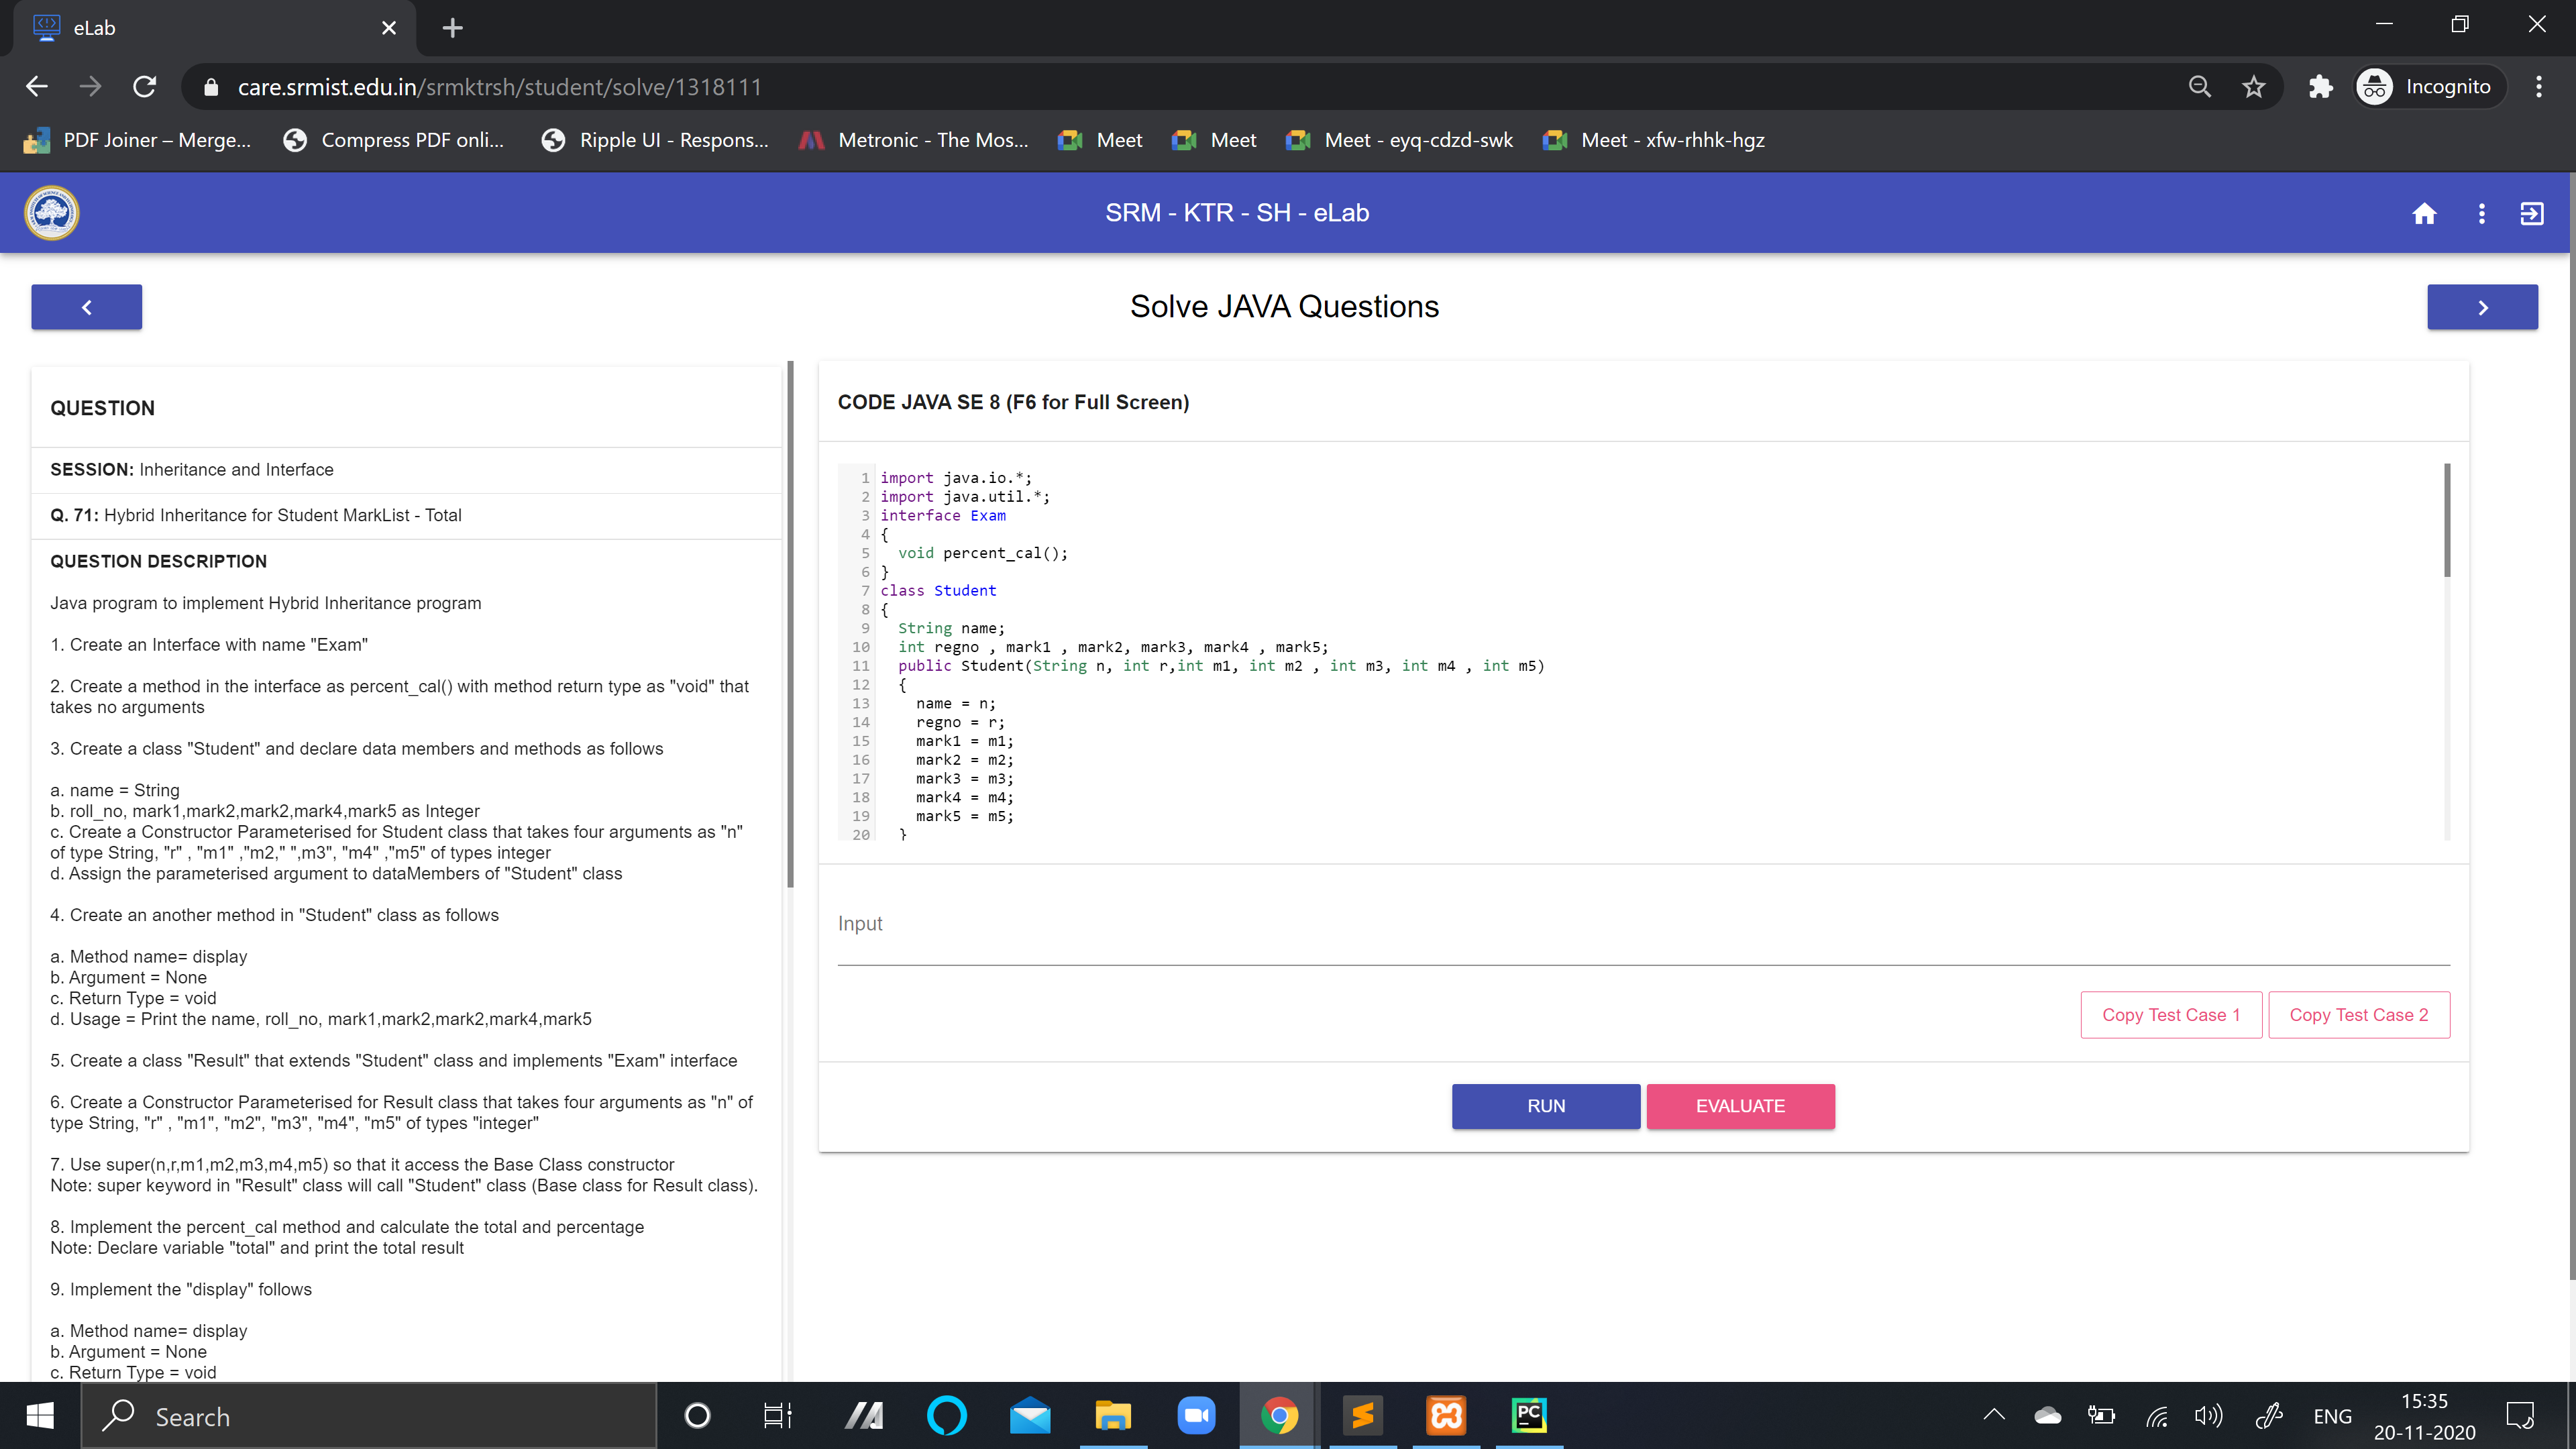 eLab
care.srmist.edu.in/srmktrsh/student/solve/1318111
Incognito
PDF Joiner – Merge...
Compress PDF onli...
Ripple UI - Respons...
Metronic - The Mos...
Meet
Meet
Meet - eyq-cdzd-swk
Meet - xfw-rhhk-hgz
SRM - KTR - SH - eLab
Solve JAVA Questions
QUESTION
SESSION: Inheritance and Interface
Q. 71: Hybrid Inheritance for Student MarkList - Total
QUESTION DESCRIPTION
Java program to implement Hybrid Inheritance program
1. Create an Interface with name "Exam"
2. Create a method in the interface as percent_cal() with method return type as "void" that
takes no arguments
3. Create a class "Student" and declare data members and methods as follows
a. name = String
b. roll_no, mark1,mark2,mark2,mark4,mark5 as Integer
c. Create a Constructor Parameterised for Student class that takes four arguments as "n"
of type String, "r" , "m1" ,"m2," ",m3", "m4" ,"m5" of types integer
d. Assign the parameterised argument to dataMembers of "Student" class
4. Create an another method in "Student" class as follows
a. Method name= display
b. Argument = None
c. Return Type = void
d. Usage = Print the name, roll_no, mark1,mark2,mark2,mark4,mark5
5. Create a class "Result" that extends "Student" class and implements "Exam" interface
6. Create a Constructor Parameterised for Result class that takes four arguments as "n" of
type String, "r" , "m1", "m2", "m3", "m4", "m5" of types "integer"
7. Use super(n,r,m1,m2,m3,m4,m5) so that it access the Base Class constructor
Note: super keyword in "Result" class will call "Student" class (Base class for Result class).
8. Implement the percent_cal method and calculate the total and percentage
Note: Declare variable "total" and print the total result
9. Implement the "display" follows
a. Method name= display
b. Argument = None
c. Return Type = void
CODE JAVA SE 8 (F6 for Full Screen)
1 import java.io.*;
2 import java.util.*;
3 interface Exam
4 {
5 void percent_cal();
6 }
7 class Student
8 {
9 String name;
10 int regno , mark1 , mark2, mark3, mark4 , mark5;
11 public Student(String n, int r,int m1, int m2 , int m3, int m4 , int m5)
12 {
13 name = n;
14 regno = r;
15 mark1 = m1;
16 mark2 = m2;
17 mark3 = m3;
18 mark4 = m4;
19 mark5 = m5;
20 }
Input
Copy Test Case 1
Copy Test Case 2
RUN
EVALUATE
Search
PC
ENG
15:35
20-11-2020